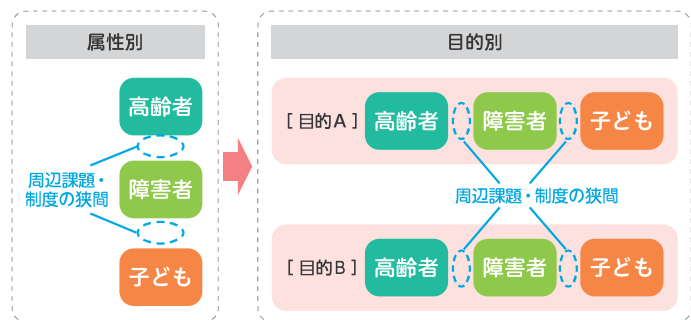 属性別
高齢者
周辺課題・
制度の狭間
障害者
子ども
目的別
[ 目的A ]
高齢者
障害者
子ども
周辺課題・制度の狭間
[ 目的B ]
高齢者
障害者
子ども